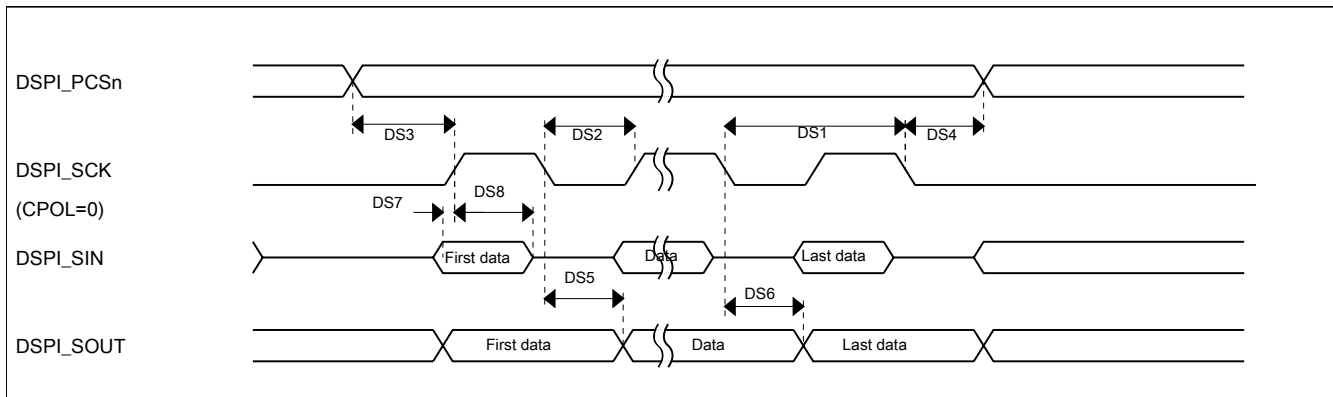 DSPI_PCSn
DS3
DS2
DS1
DS4
DSPI_SCK
(CPOL=0)
DS7
DS8
DSPI_SIN
First data
Data
Last data
DS5
DS6
DSPI_SOUT
First data
Data
Last data